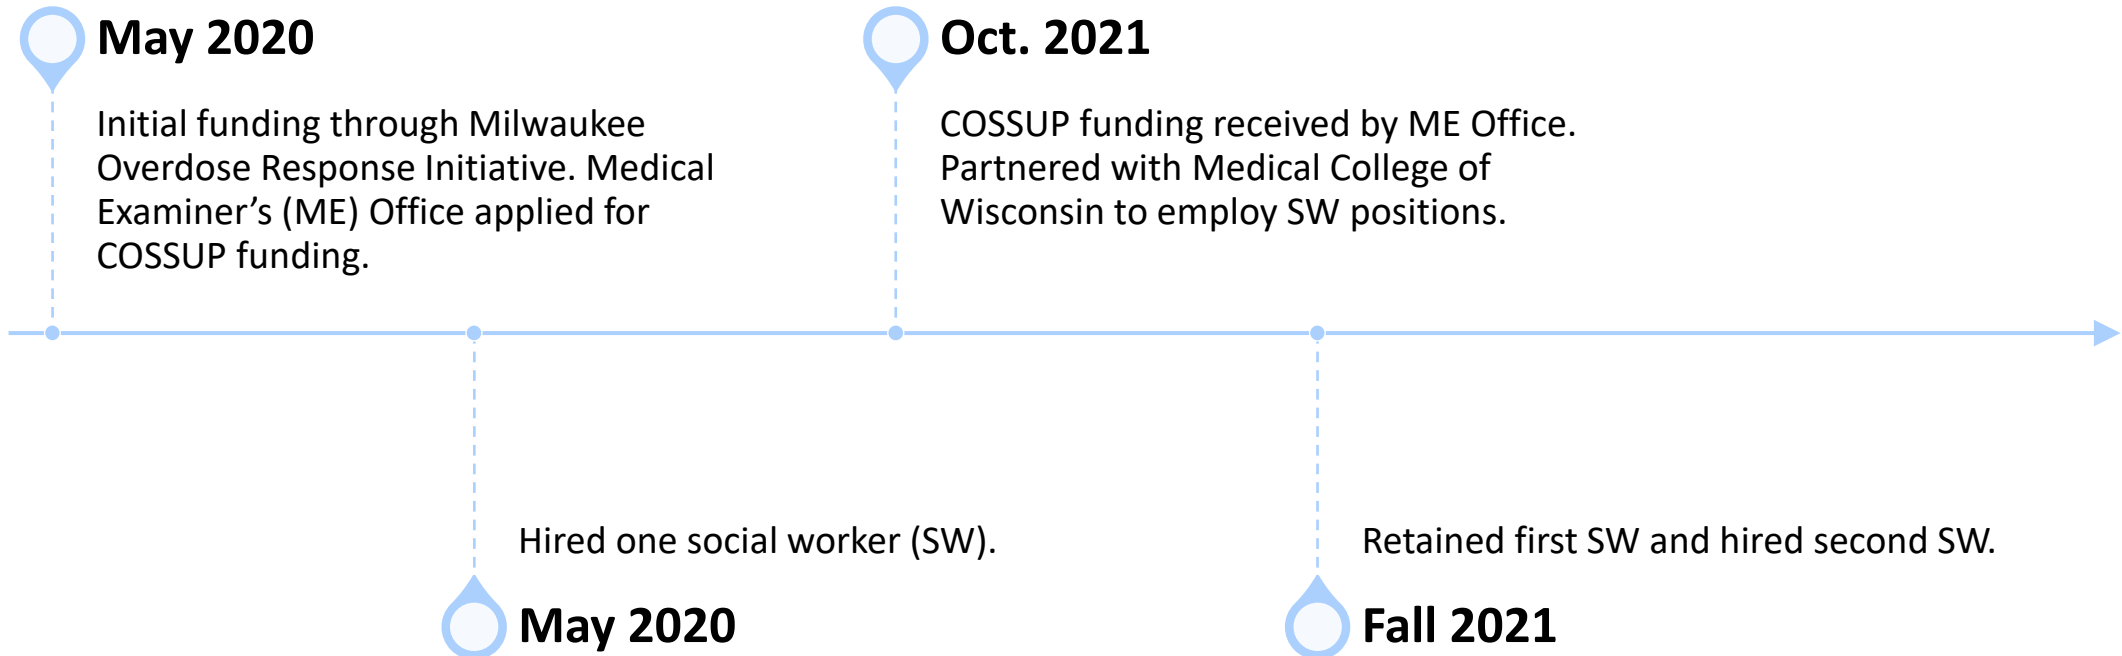 May 2020
Initial funding through Milwaukee
Overdose Response Initiative. Medical
Examiner’s (ME) Office applied for
COSSUP funding.
Hired one social worker (SW).
May 2020
Oct. 2021
COSSUP funding received by ME Office.
Partnered with Medical College of
Wisconsin to employ SW positions.
Retained first SW and hired second SW.
Fall 2021